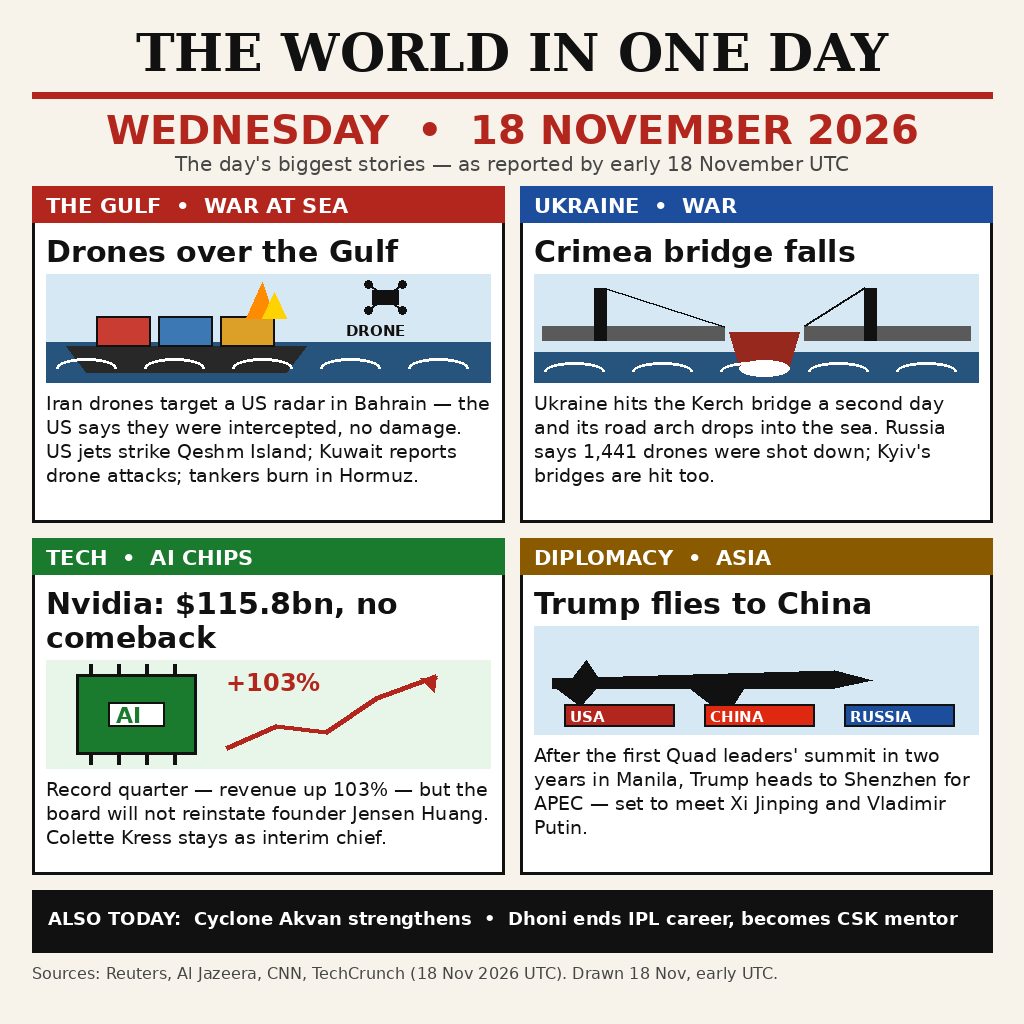 THE WORLD IN ONE DAY
WEDNESDAY • 18 NOVEMBER 2026
The day's biggest stories — as reported by early 18 November UTC
THE GULF • WAR AT SEA
Drones over the Gulf
DRONE
Iran drones target a US radar in Bahrain — the
US says they were intercepted, no damage.
US jets strike Qeshm Island; Kuwait reports
drone attacks; tankers burn in Hormuz.
UKRAINE • WAR
Crimea bridge falls
Ukraine hits the Kerch bridge a second day
and its road arch drops into the sea. Russia
says 1,441 drones were shot down; Kyiv's
bridges are hit too.
TECH • AI CHIPS
Nvidia: $115.8bn, no
comeback
AI
+103%
Record quarter — revenue up 103% — but the
board will not reinstate founder Jensen Huang.
Colette Kress stays as interim chief.
DIPLOMACY • ASIA
Trump flies to China
USA
CHINA
RUSSIA
After the first Quad leaders' summit in two
years in Manila, Trump heads to Shenzhen for
APEC — set to meet Xi Jinping and Vladimir
Putin.
ALSO TODAY: Cyclone Akvan strengthens • Dhoni ends IPL career, becomes CSK mentor
Sources: Reuters, Al Jazeera, CNN, TechCrunch (18 Nov 2026 UTC). Drawn 18 Nov, early UTC.